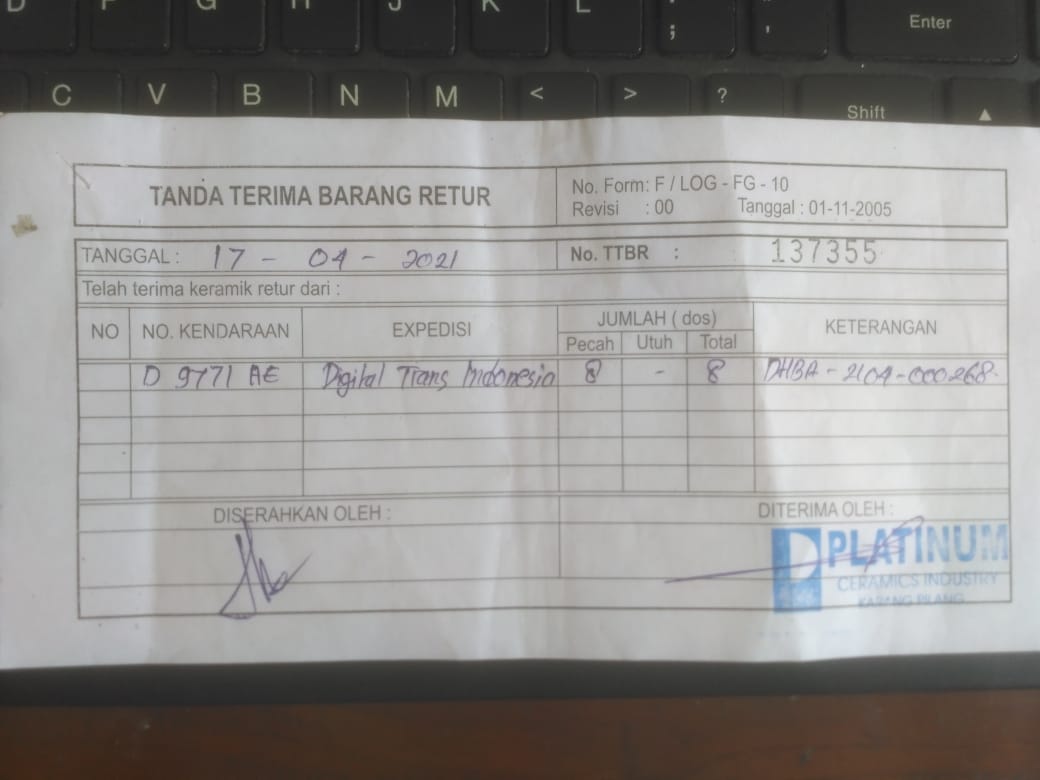 D F G H J K L : ; " ' Enter
C V B N M < > ? Shift ▲
TANDA TERIMA BARANG RETUR
No. Form: F / LOG - FG - 10
Revisi : 00 Tanggal : 01-11-2005
TANGGAL : 17 - 04 - 2021 No. TTBR : 137355
Telah terima keramik retur dari :
NO NO. KENDARAAN EXPEDISI JUMLAH ( dos) KETERANGAN
Pecah Utuh Total
D 9771 AE Digital Trans Indonesia 8 - 8 DHBA - 2104 - 000268.
DISERAHKAN OLEH : DITERIMA OLEH :
PLATINUM
CERAMICS INDUSTRY
KARANG PILANG